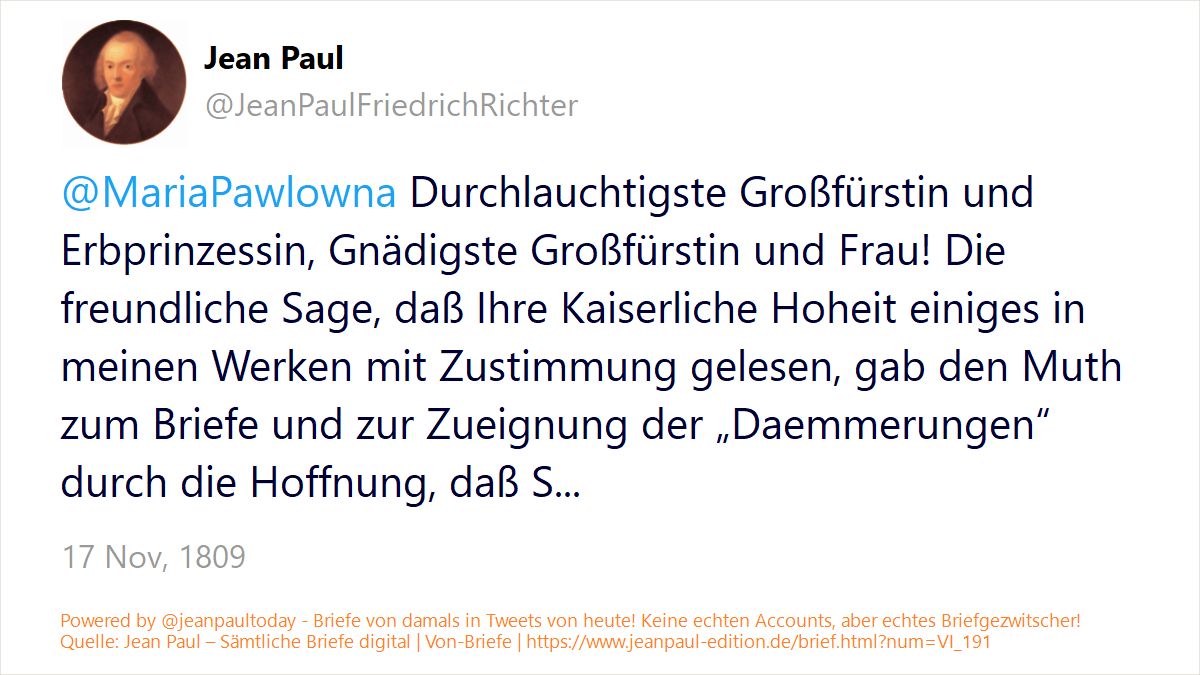 Jean Paul
@JeanPaulFriedrichRichter
@MariaPawlowna Durchlauchtigste Großfürstin und
Erbprinzessin, Gnädigste Großfürstin und Frau! Die
freundliche Sage, daß Ihre Kaiserliche Hoheit einiges in
meinen Werken mit Zustimmung gelesen, gab den Muth
zum Briefe und zur Zueignung der „Daemmerungen“
durch die Hoffnung, daß S...
17 Nov, 1809
Powered by @jeanpaultoday - Briefe von damals in Tweets von heute! Keine echten Accounts, aber echtes Briefgezwitscher!
Quelle: Jean Paul – Sämtliche Briefe digital | Von-Briefe | https://www.jeanpaul-edition.de/brief.html?num=VI_191